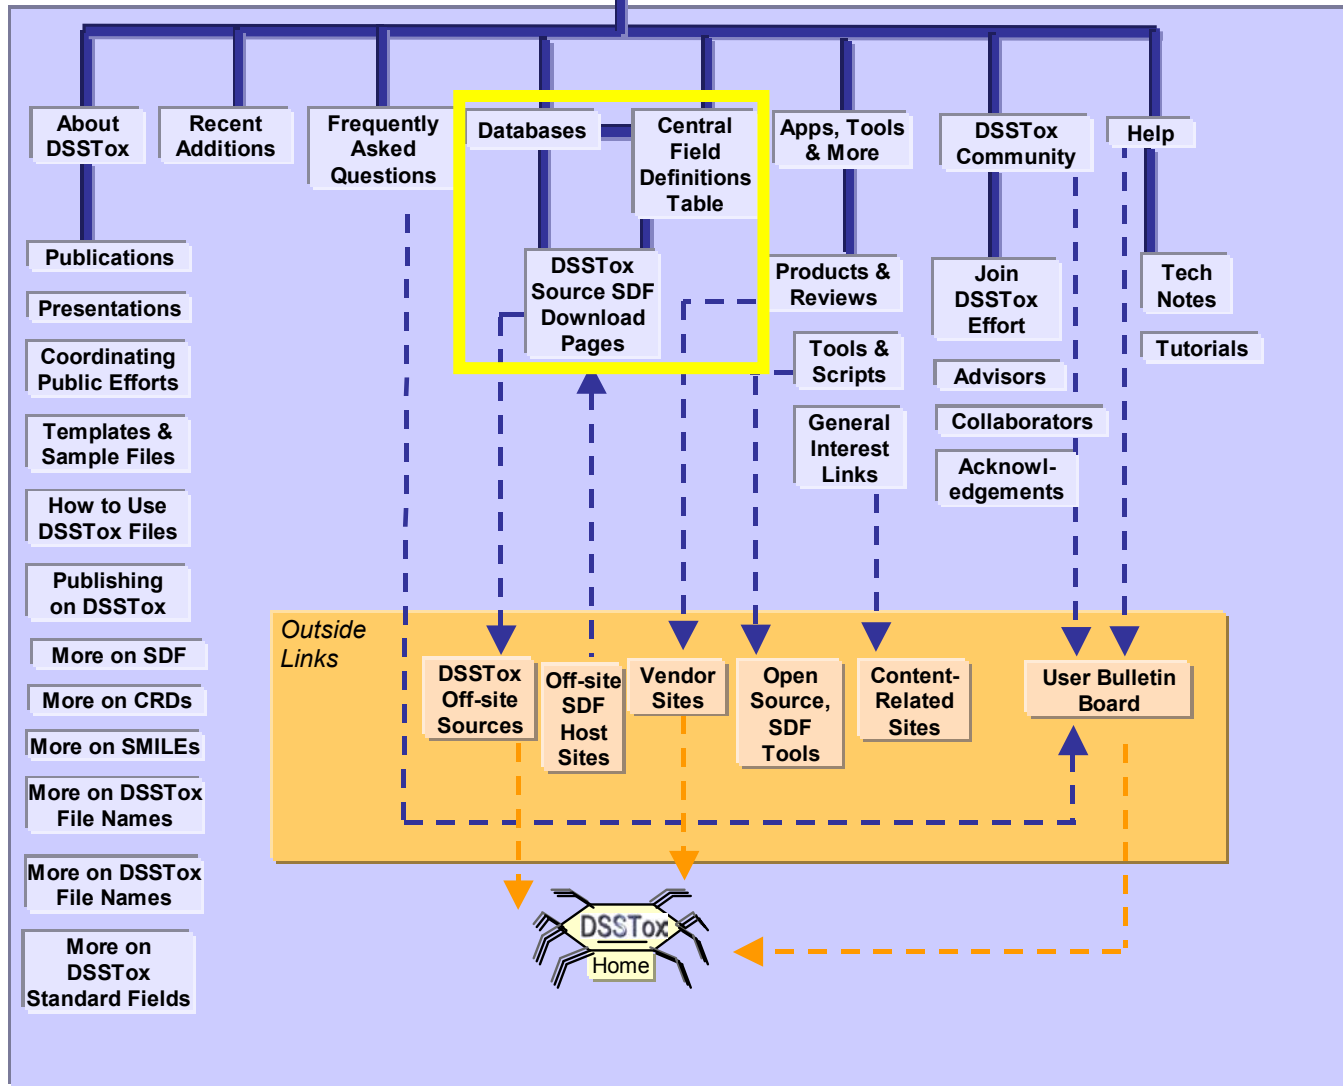 About
DSSTox
Recent
Additions
Frequently
Asked
Questions
Databases
Central
Field
Definitions
Table
Apps, Tools
& More
DSSTox
Community
Help
Publications
Presentations
Coordinating
Public Efforts
Templates &
Sample Files
How to Use
DSSTox Files
Publishing
on DSSTox
More on SDF
More on CRDs
More on SMILEs
More on DSSTox
File Names
More on DSSTox
File Names
More on
DSSTox
Standard Fields
DSSTox
Source SDF
Download
Pages
Products &
Reviews
Tools &
Scripts
General
Interest
Links
Join
DSSTox
Effort
Advisors
Collaborators
Acknowl-
edgements
Tech
Notes
Tutorials
Outside
Links
DSSTox
Off-site
Sources
Off-site
SDF
Host
Sites
Vendor
Sites
Open
Source,
SDF
Tools
Content-
Related
Sites
User Bulletin
Board
DSSTox
Home